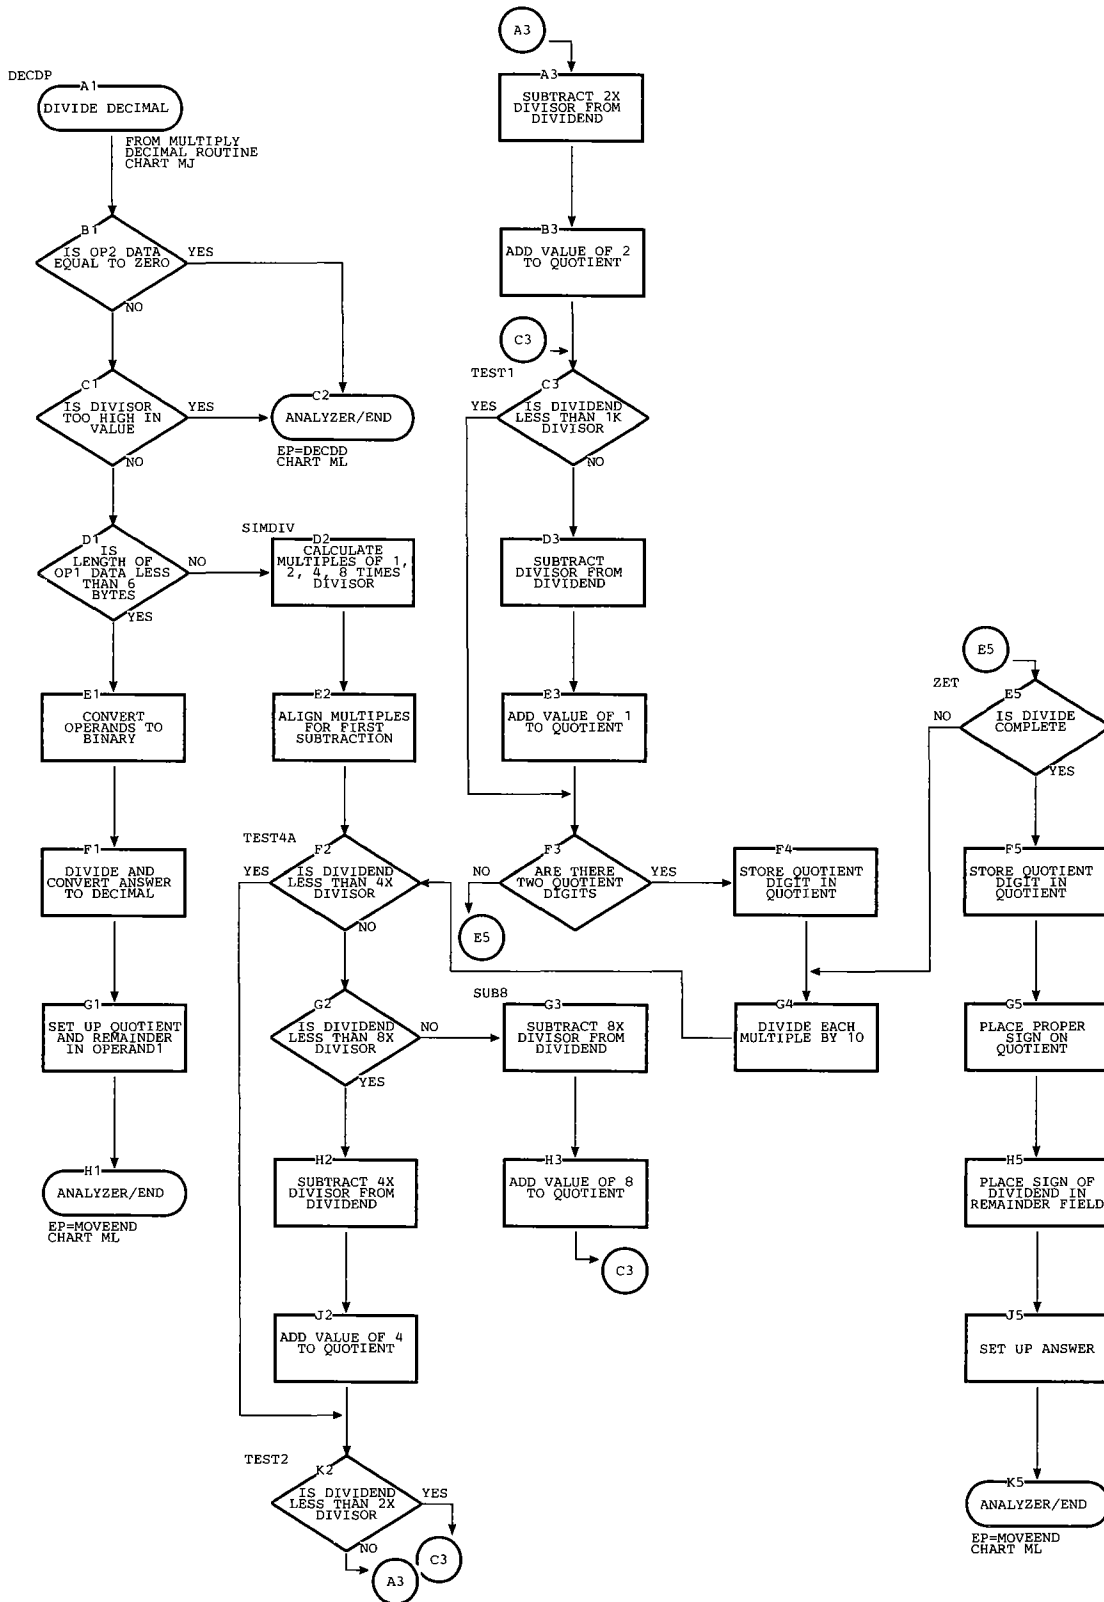 DECDP
A1
DIVIDE DECIMAL
FROM MULTIPLY
DECIMAL ROUTINE
CHART MJ
B1
IS OP2 DATA
EQUAL TO ZERO
YES
NO
C1
IS DIVISOR
TOO HIGH IN
VALUE
YES
NO
C2
ANALYZER/END
EP=DECDD
CHART ML
D1
IS
LENGTH OF
OP1 DATA LESS
THAN 6
BYTES
NO
YES
SIMDIV
D2
CALCULATE
MULTIPLES OF 1,
2, 4, 8 TIMES
DIVISOR
E1
CONVERT
OPERANDS TO
BINARY
E2
ALIGN MULTIPLES
FOR FIRST
SUBTRACTION
F1
DIVIDE AND
CONVERT ANSWER
TO DECIMAL
TEST4A
F2
YES
IS DIVIDEND
LESS THAN 4X
DIVISOR
NO
G1
SET UP QUOTIENT
AND REMAINDER
IN OPERAND1
G2
IS DIVIDEND
LESS THAN 8X
DIVISOR
NO
YES
H1
ANALYZER/END
EP=MOVEEND
CHART ML
H2
SUBTRACT 4X
DIVISOR FROM
DIVIDEND
J2
ADD VALUE OF 4
TO QUOTIENT
TEST2
K2
IS DIVIDEND
LESS THAN 2X
DIVISOR
YES
NO
C3
A3
A3
A3
SUBTRACT 2X
DIVISOR FROM
DIVIDEND
B3
ADD VALUE OF 2
TO QUOTIENT
C3
TEST1
C3
YES
IS DIVIDEND
LESS THAN 1K
DIVISOR
NO
D3
SUBTRACT
DIVISOR FROM
DIVIDEND
E3
ADD VALUE OF 1
TO QUOTIENT
F3
NO
ARE THERE
TWO QUOTIENT
DIGITS
YES
E5
SUB8
G3
SUBTRACT 8X
DIVISOR FROM
DIVIDEND
H3
ADD VALUE OF 8
TO QUOTIENT
C3
F4
STORE QUOTIENT
DIGIT IN
QUOTIENT
G4
DIVIDE EACH
MULTIPLE BY 10
E5
ZET
E5
NO
IS DIVIDE
COMPLETE
YES
F5
STORE QUOTIENT
DIGIT IN
QUOTIENT
G5
PLACE PROPER
SIGN ON
QUOTIENT
H5
PLACE SIGN OF
DIVIDEND IN
REMAINDER FIELD
J5
SET UP ANSWER
K5
ANALYZER/END
EP=MOVEEND
CHART ML